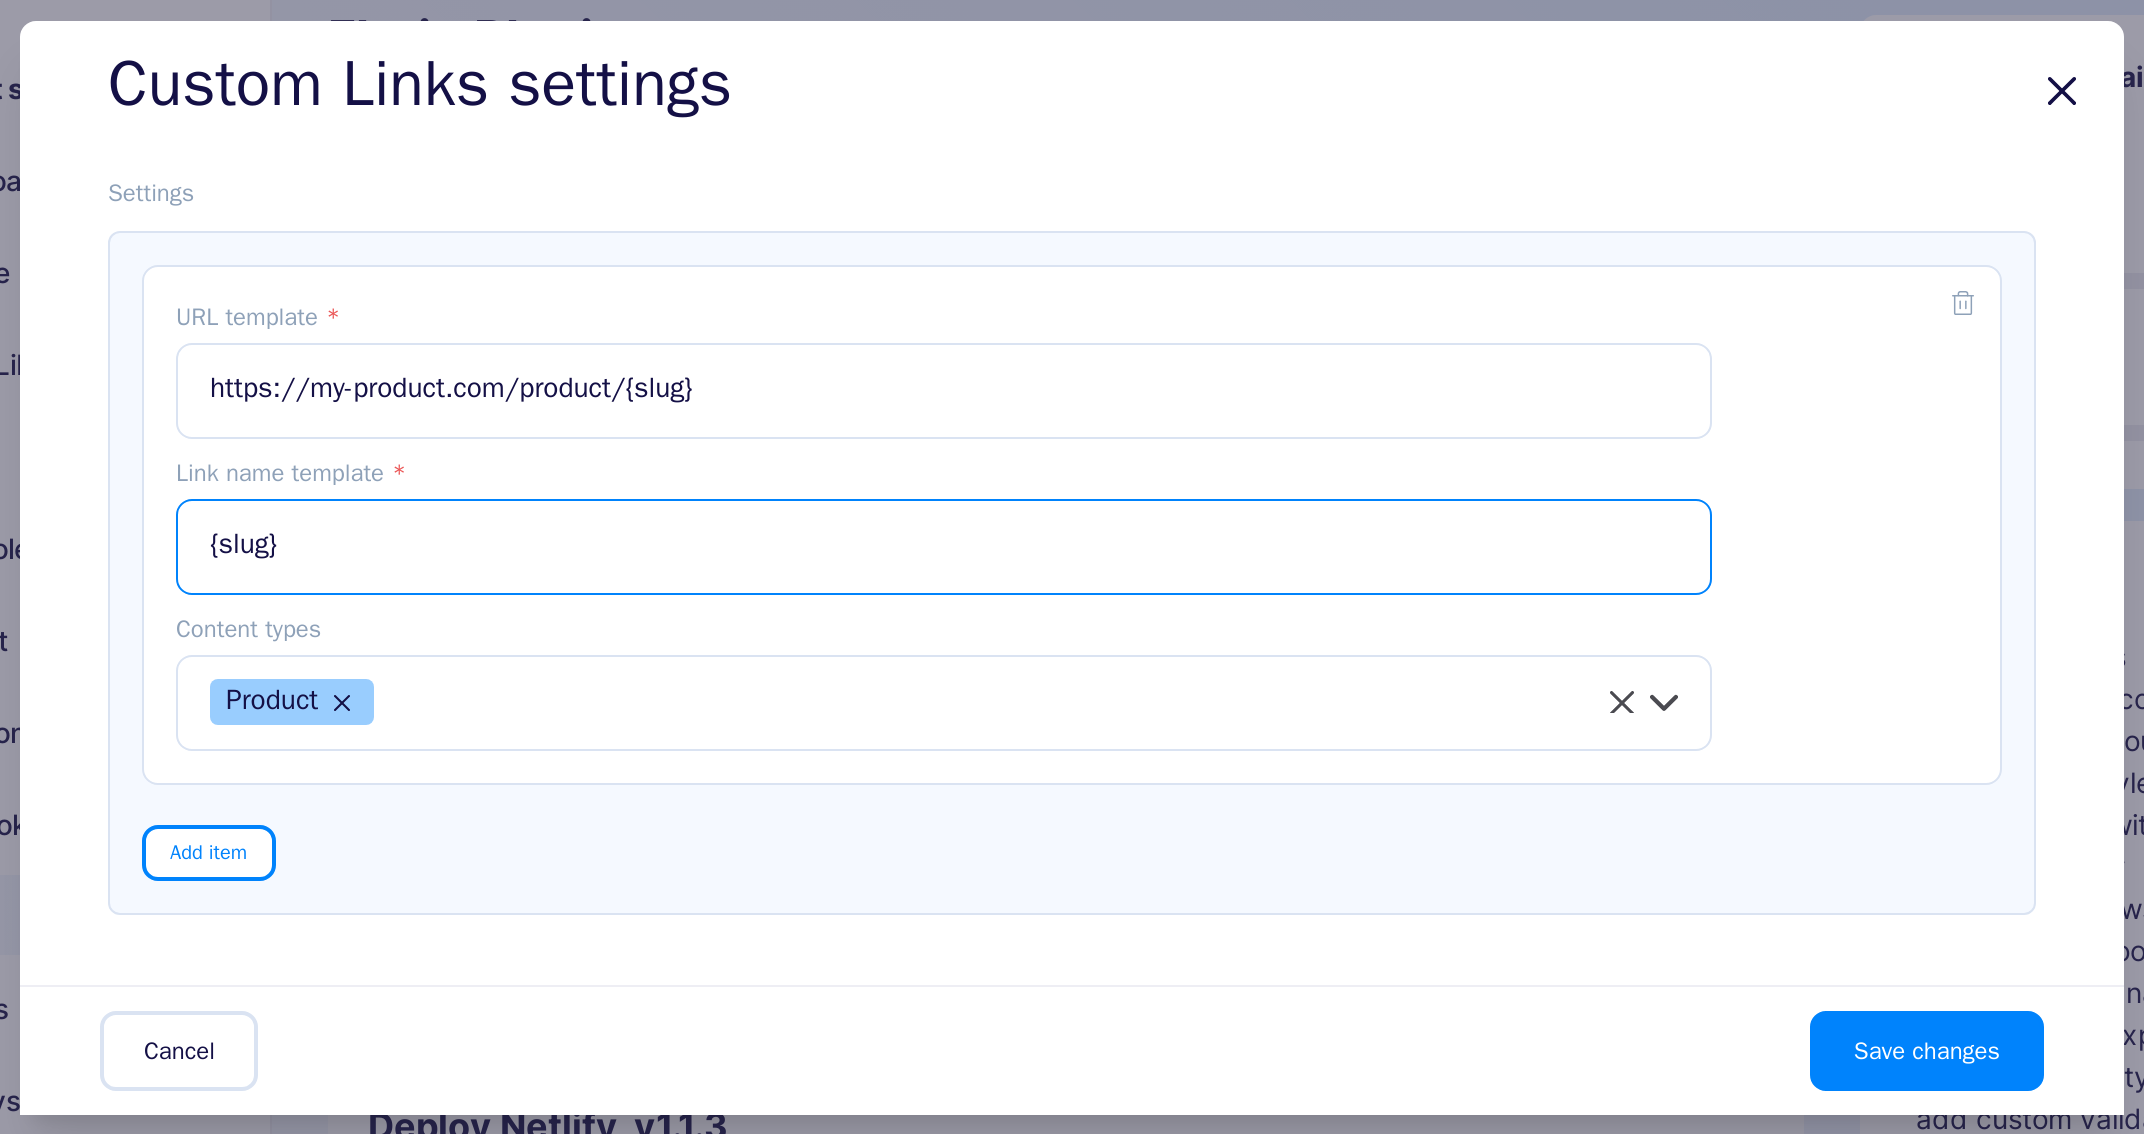 Custom Links settings
Settings
URL template *
https://my-product.com/product/{slug}
Link name template *
{slug}
Content types
Product
Add item
Cancel
Save changes
Deploy Netlify v1.1.3
add custom valid